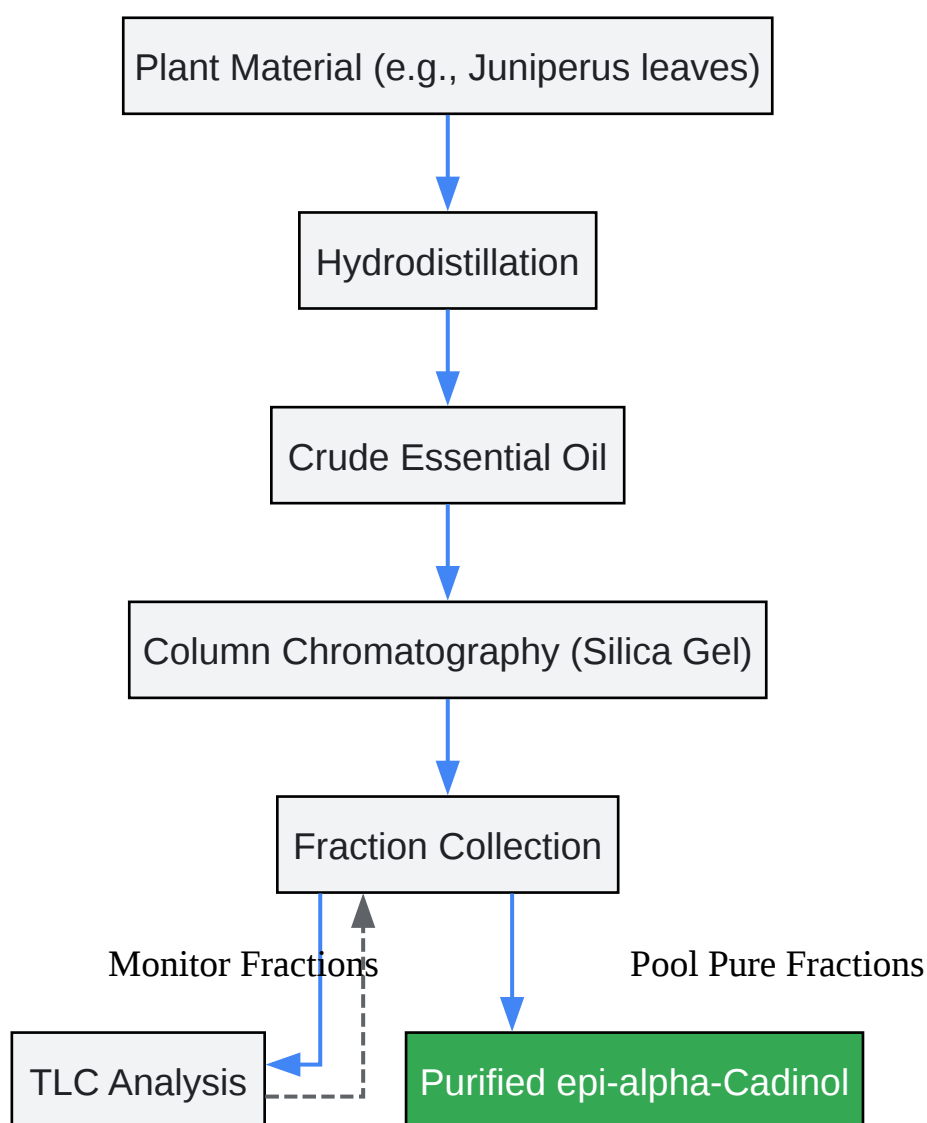 Plant Material (e.g., Juniperus leaves)
Hydrodistillation
Crude Essential Oil
Column Chromatography (Silica Gel)
Fraction Collection
Monitor Fractions
Pool Pure Fractions
TLC Analysis
Purified epi-alpha-Cadinol